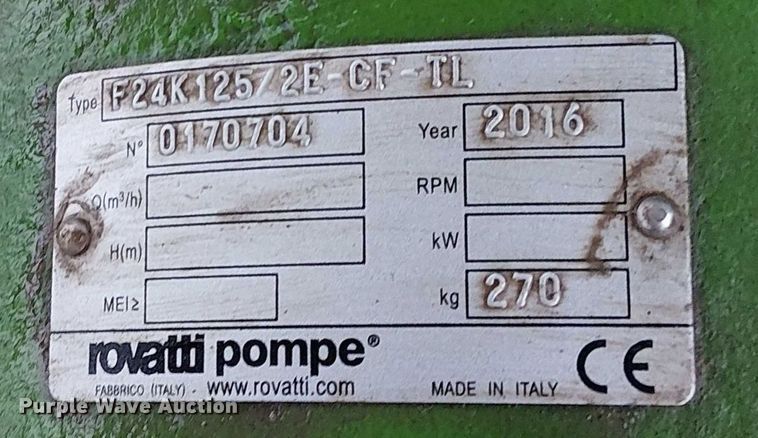 Type F24K125/2E-CF-TL
N° 0170704 Year 2016
Q(m³/h) RPM
H(m) kW
MEI≥ kg 270
rovatti pompe®
FABBRICO (ITALY) - www.rovatti.com MADE IN ITALY CE
Purple Wave Auction